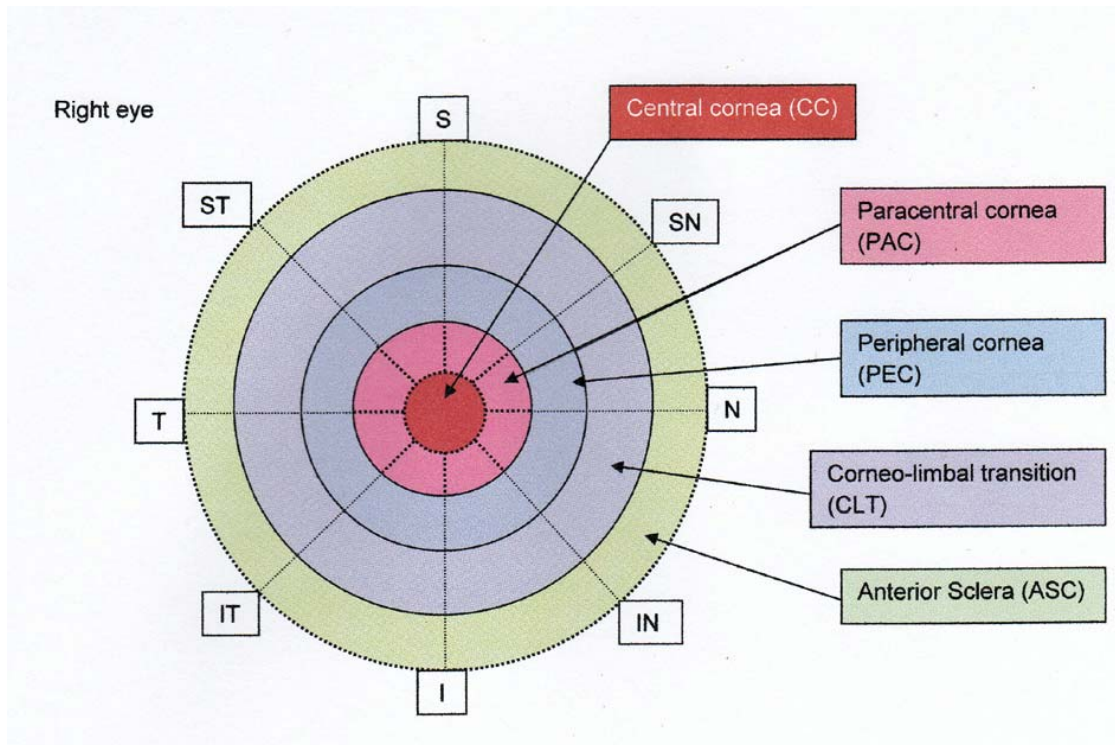 Right eye
S
Central cornea (CC)
ST
SN
Paracentral cornea
(PAC)
Peripheral cornea
(PEC)
T
N
Corneo-limbal transition
(CLT)
Anterior Sclera (ASC)
IT
IN
I